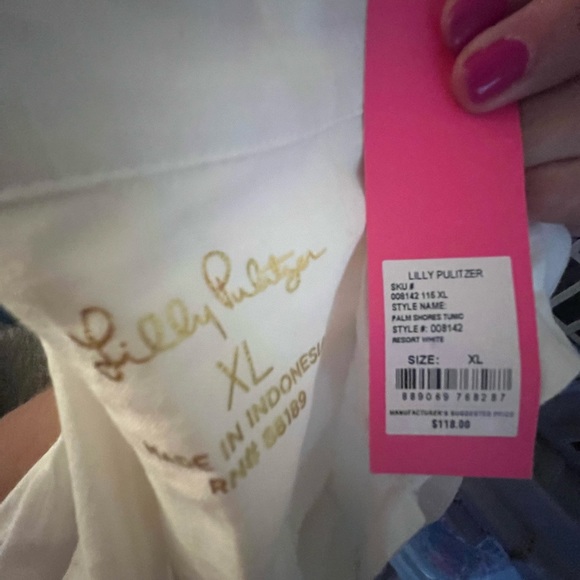 Lilly Pulitzer
XL
MADE IN INDONESIA
RN# 58189
LILLY PULITZER
SKU #
008142 115 XL
STYLE NAME:
PALM SHORES TUNIC
STYLE #: 008142
RESORT WHITE
SIZE: XL
889069 768287
MANUFACTURER'S SUGGESTED PRICE
$118.00